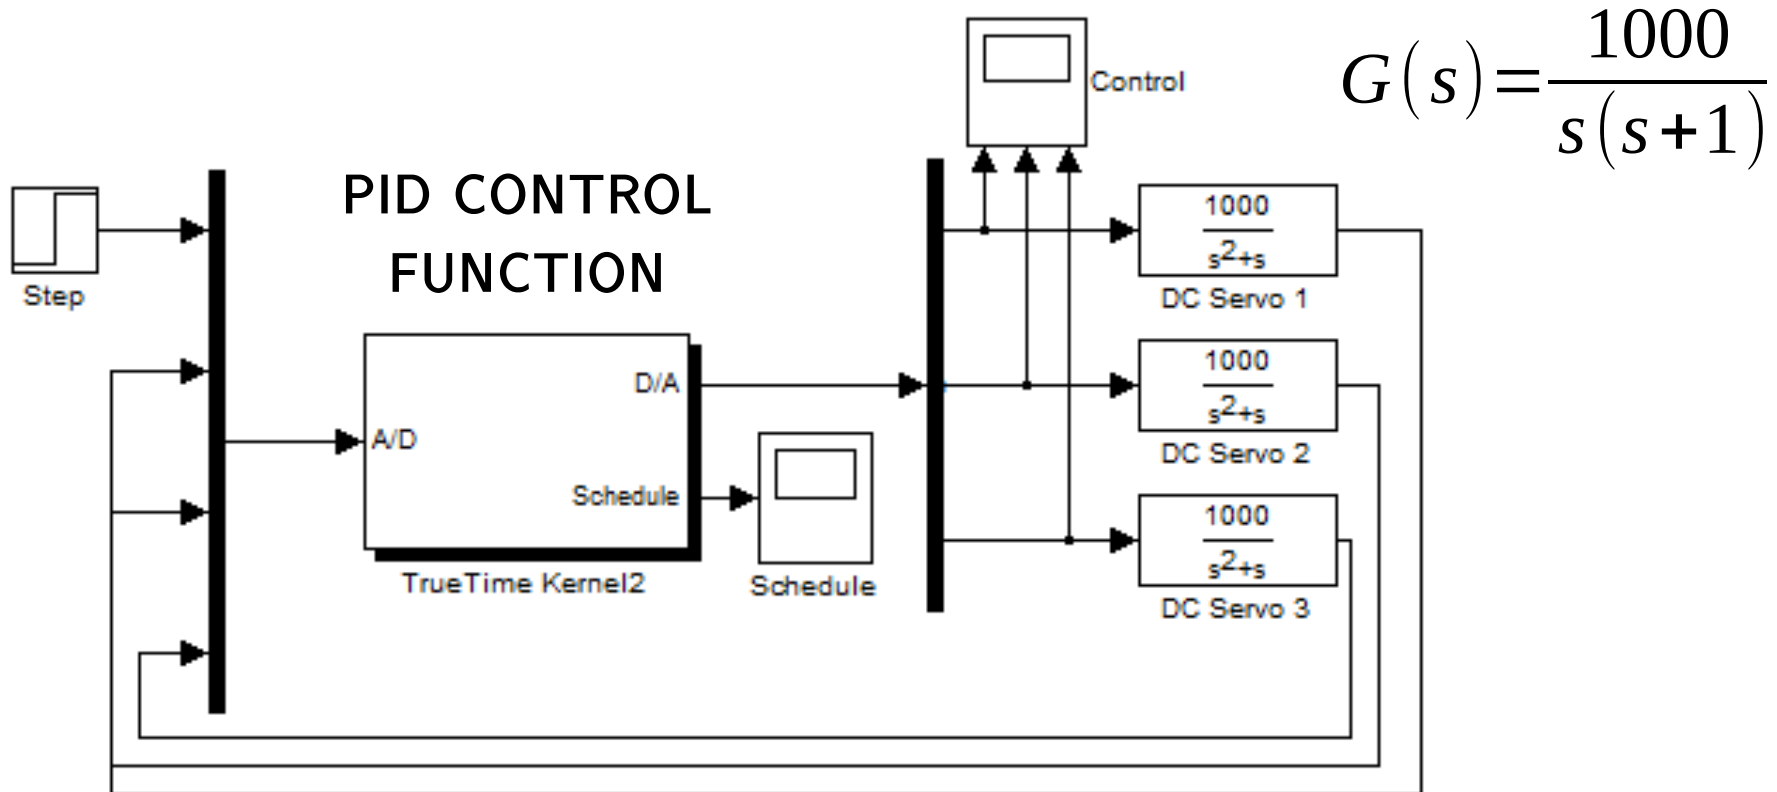 Control
G(s)=1000/s(s+1)
PID CONTROL
FUNCTION
Step
1000
s²+s
DC Servo 1
D/A
A/D
1000
s²+s
DC Servo 2
Schedule
TrueTime Kernel2
Schedule
1000
s²+s
DC Servo 3